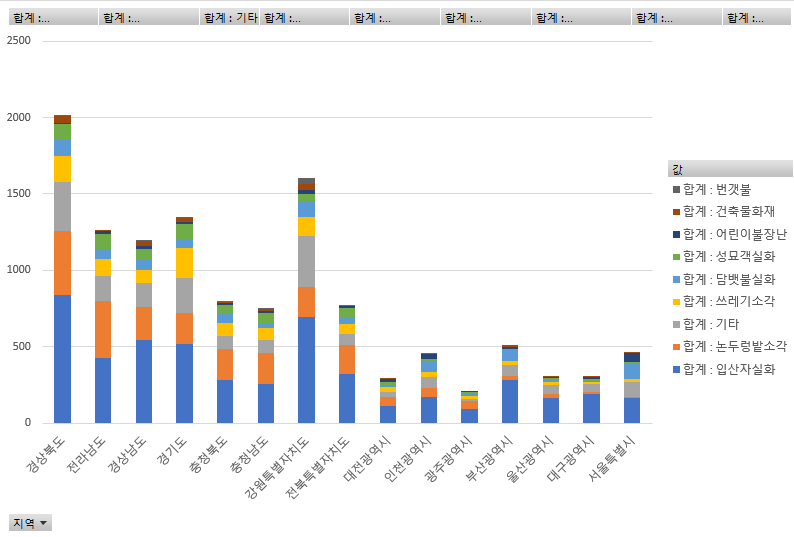 합계 :...
합계 :...
합계 : 기타
합계 :...
합계 :...
합계 :...
합계 :...
합계 :...
합계 :...
2500
2000
1500
1000
500
0
경상북도
전라남도
경상남도
경기도
충청북도
충청남도
강원특별자치도
전북특별자치도
대전광역시
인천광역시
광주광역시
부산광역시
울산광역시
대구광역시
서울특별시
값
합계 : 번갯불
합계 : 건축물화재
합계 : 어린이불장난
합계 : 성묘객실화
합계 : 담뱃불실화
합계 : 쓰레기소각
합계 : 기타
합계 : 논두렁밭소각
합계 : 입산자실화
지역